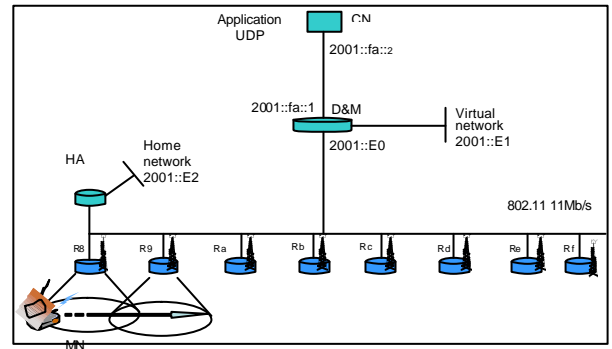 Application
UDP
CN
2001::fa::2
2001::fa::1
D&M
Virtual
network
2001::E1
2001::E0
Home
network
2001::E2
HA
802.11 11Mb/s
R8
R9
Ra
Rb
Rc
Rd
Re
Rf
MN